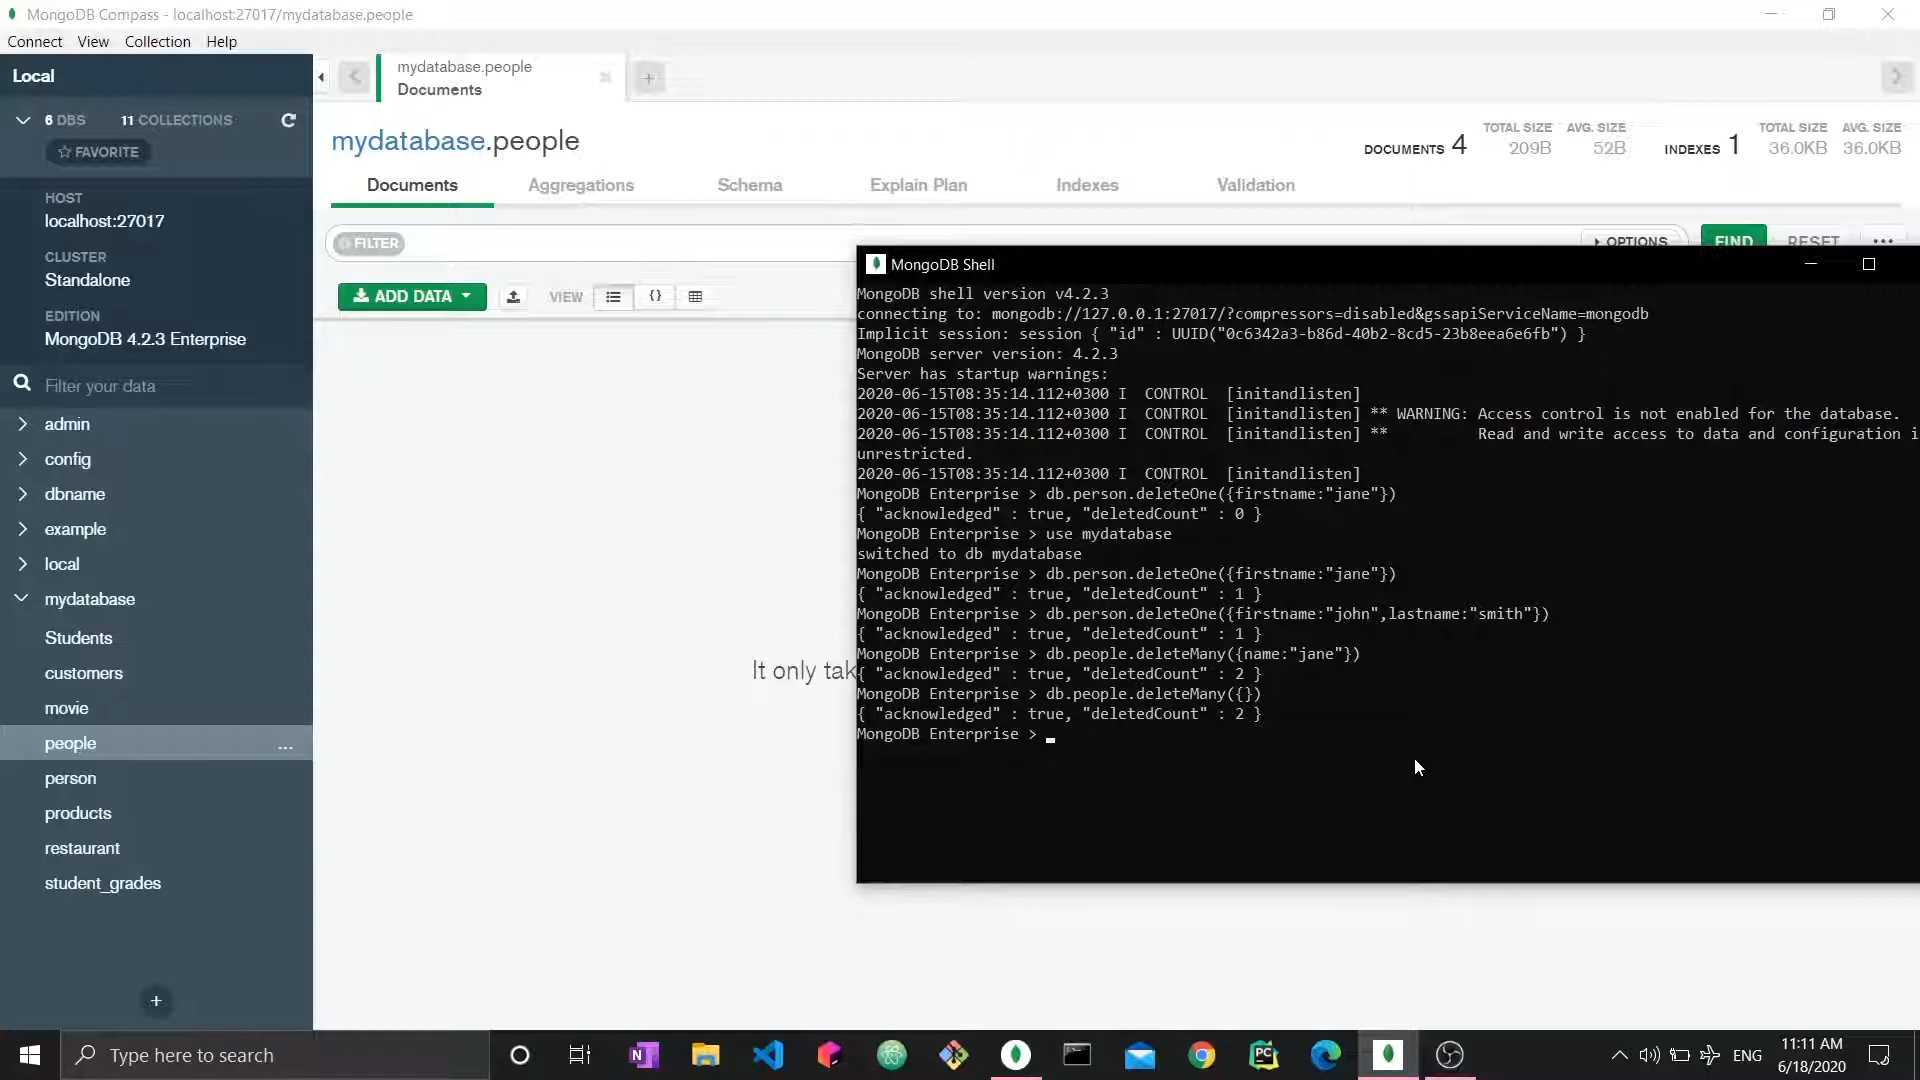 MongoDB Compass - localhost:27017/mydatabase.people
Connect View Collection Help
Local
6 DBS 11 COLLECTIONS
FAVORITE
HOST
localhost:27017
CLUSTER
Standalone
EDITION
MongoDB 4.2.3 Enterprise
Filter your data
admin
config
dbname
example
local
mydatabase
Students
customers
movie
people ...
person
products
restaurant
student_grades
+
mydatabase.people
Documents
mydatabase.people
DOCUMENTS 4
TOTAL SIZE
209B
AVG. SIZE
52B
INDEXES 1
TOTAL SIZE
36.0KB
AVG. SIZE
36.0KB
Documents Aggregations Schema Explain Plan Indexes Validation
FILTER
OPTIONS FIND RESET ...
ADD DATA VIEW {}
It only tak
MongoDB Shell
MongoDB shell version v4.2.3
connecting to: mongodb://127.0.0.1:27017/?compressors=disabled&gssapiServiceName=mongodb
Implicit session: session { "id" : UUID("0c6342a3-b86d-40b2-8cd5-23b8eea6e6fb") }
MongoDB server version: 4.2.3
Server has startup warnings:
2020-06-15T08:35:14.112+0300 I  CONTROL  [initandlisten]
2020-06-15T08:35:14.112+0300 I  CONTROL  [initandlisten] ** WARNING: Access control is not enabled for the database.
2020-06-15T08:35:14.112+0300 I  CONTROL  [initandlisten] **          Read and write access to data and configuration i
unrestricted.
2020-06-15T08:35:14.112+0300 I  CONTROL  [initandlisten]
MongoDB Enterprise > db.person.deleteOne({firstname:"jane"})
{ "acknowledged" : true, "deletedCount" : 0 }
MongoDB Enterprise > use mydatabase
switched to db mydatabase
MongoDB Enterprise > db.person.deleteOne({firstname:"jane"})
{ "acknowledged" : true, "deletedCount" : 1 }
MongoDB Enterprise > db.person.deleteOne({firstname:"john",lastname:"smith"})
{ "acknowledged" : true, "deletedCount" : 1 }
MongoDB Enterprise > db.people.deleteMany({name:"jane"})
{ "acknowledged" : true, "deletedCount" : 2 }
MongoDB Enterprise > db.people.deleteMany({})
{ "acknowledged" : true, "deletedCount" : 2 }
MongoDB Enterprise >
Type here to search
ENG
11:11 AM
6/18/2020